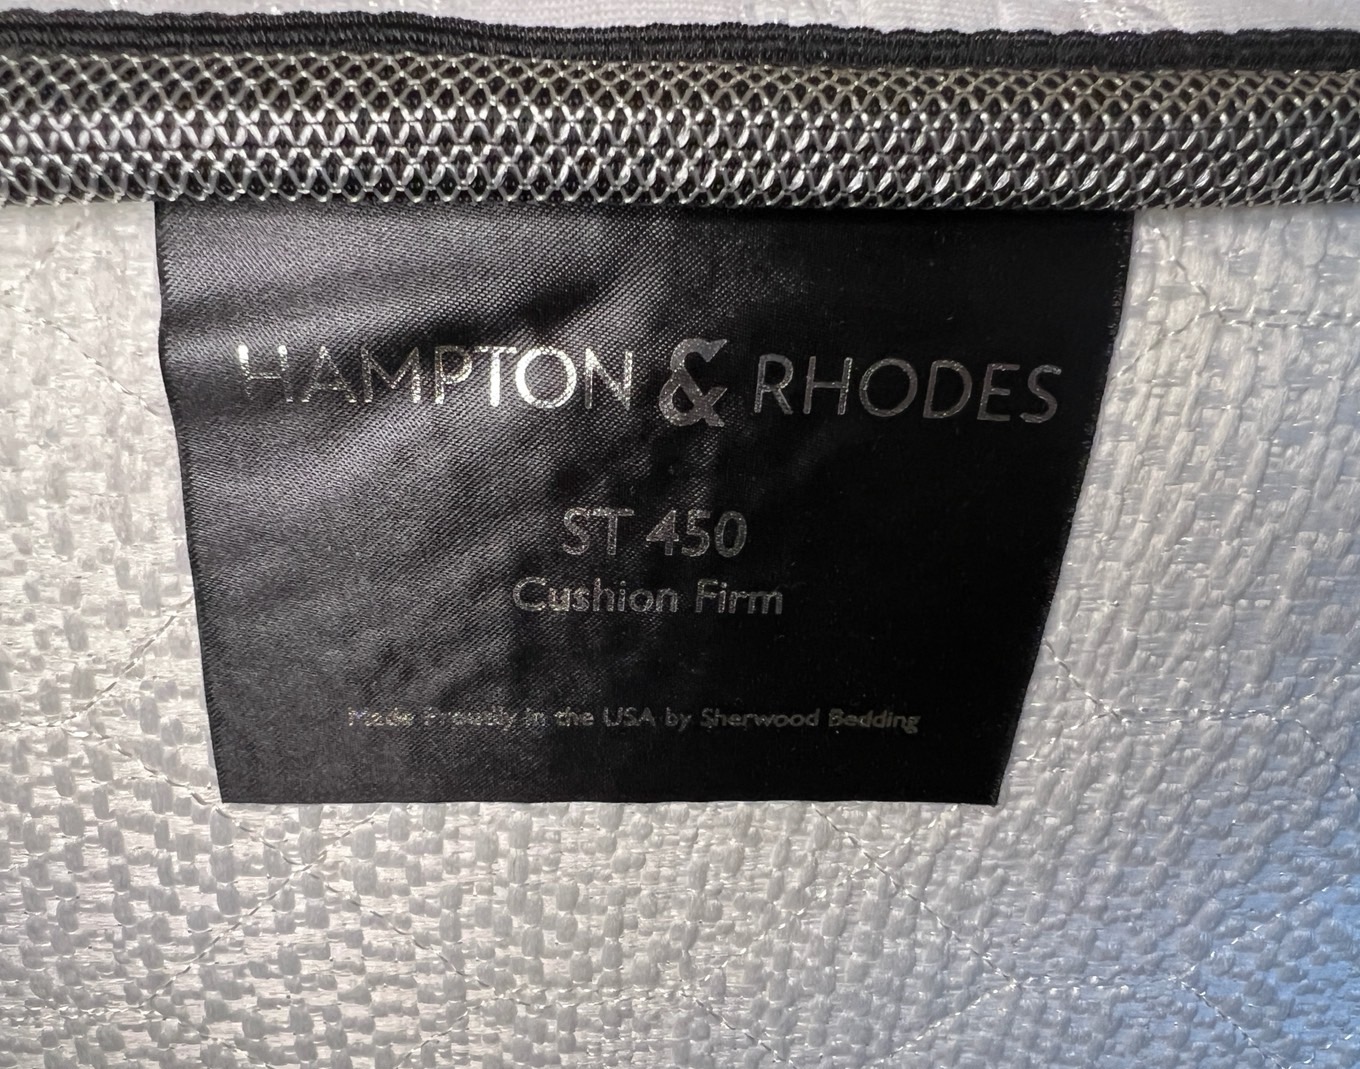 HAMPTON & RHODES
ST 450
Cushion Firm
Made Proudly in the USA by Sherwood Bedding